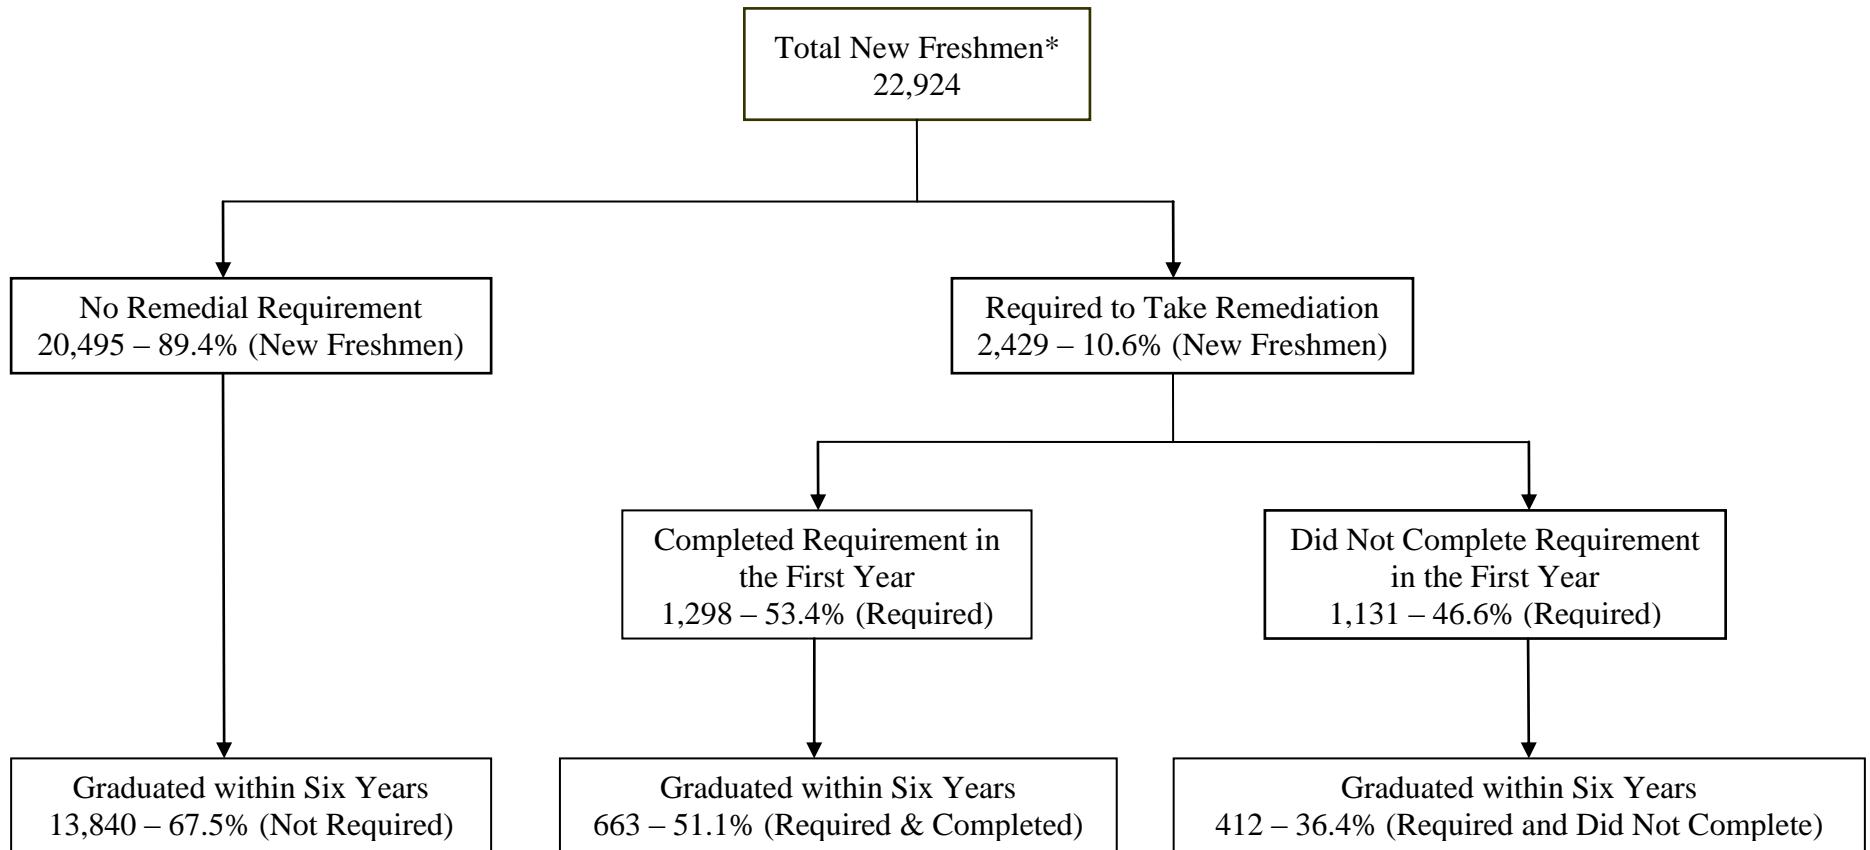 Total New Freshmen*
22,924
No Remedial Requirement
20,495 – 89.4% (New Freshmen)
Required to Take Remediation
2,429 – 10.6% (New Freshmen)
Completed Requirement in
the First Year
1,298 – 53.4% (Required)
Did Not Complete Requirement
in the First Year
1,131 – 46.6% (Required)
Graduated within Six Years
13,840 – 67.5% (Not Required)
Graduated within Six Years
663 – 51.1% (Required & Completed)
Graduated within Six Years
412 – 36.4% (Required and Did Not Complete)